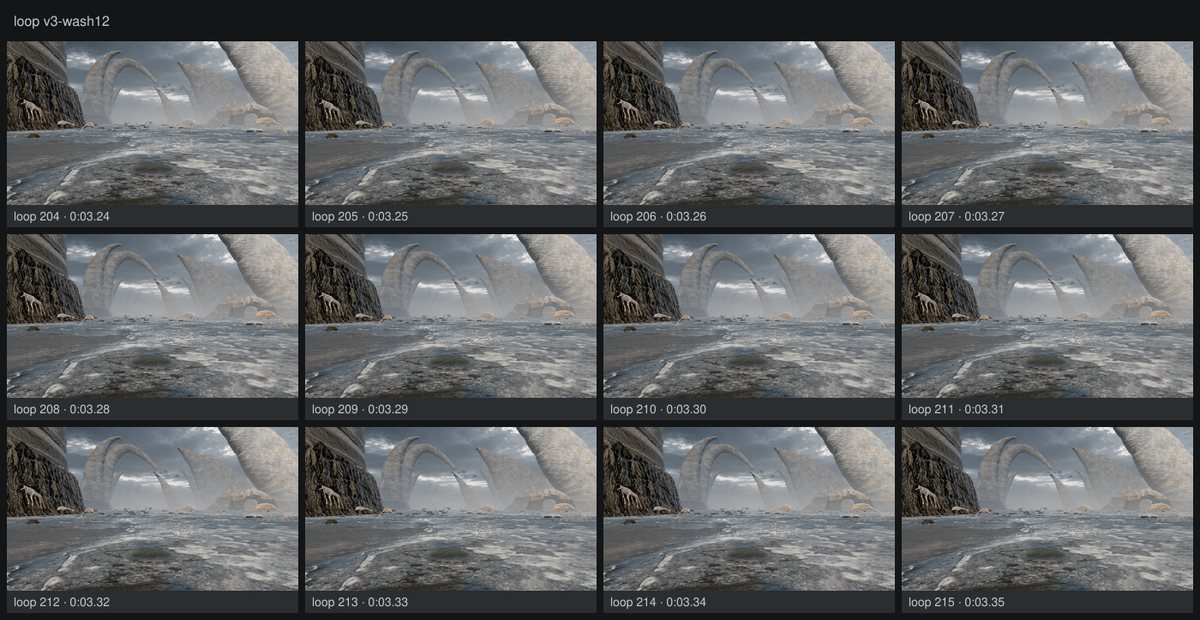 loop v3-wash12
loop 204 · 0:03.24
loop 205 · 0:03.25
loop 206 · 0:03.26
loop 207 · 0:03.27
loop 208 · 0:03.28
loop 209 · 0:03.29
loop 210 · 0:03.30
loop 211 · 0:03.31
loop 212 · 0:03.32
loop 213 · 0:03.33
loop 214 · 0:03.34
loop 215 · 0:03.35